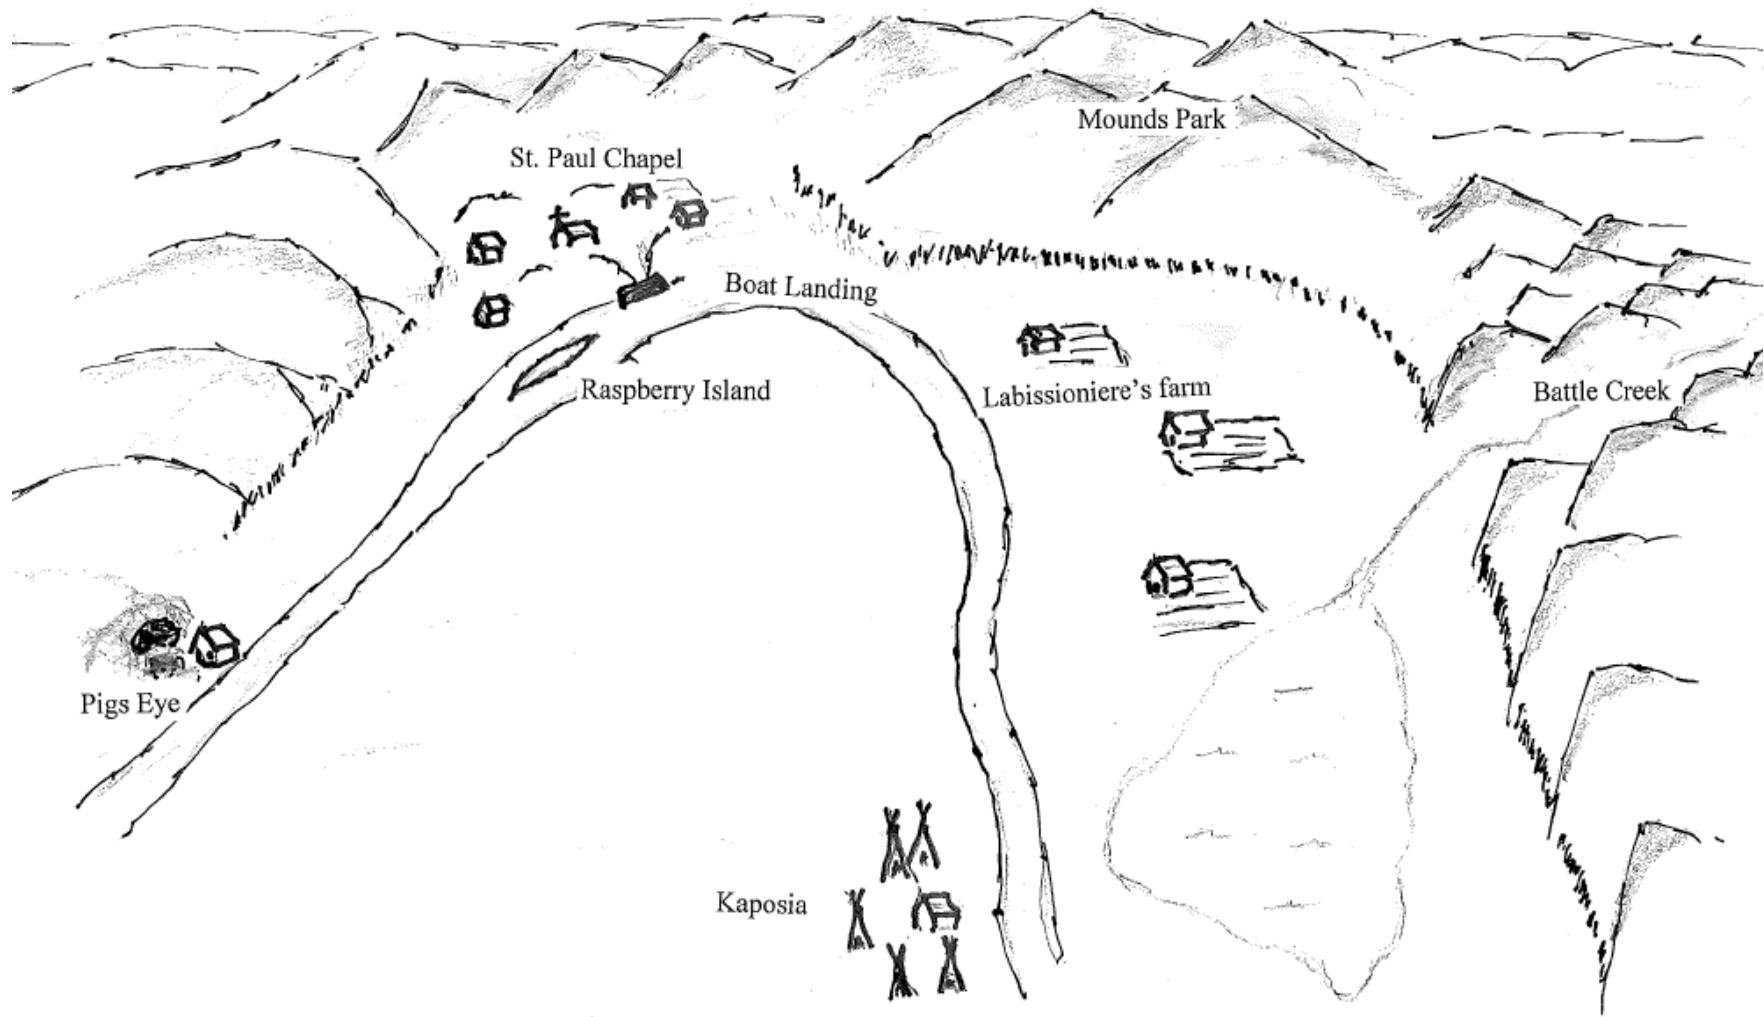 Mounds Park
St. Paul Chapel
Boat Landing
Raspberry Island
Labissioniere's farm
Battle Creek
Pigs Eye
Kaposia